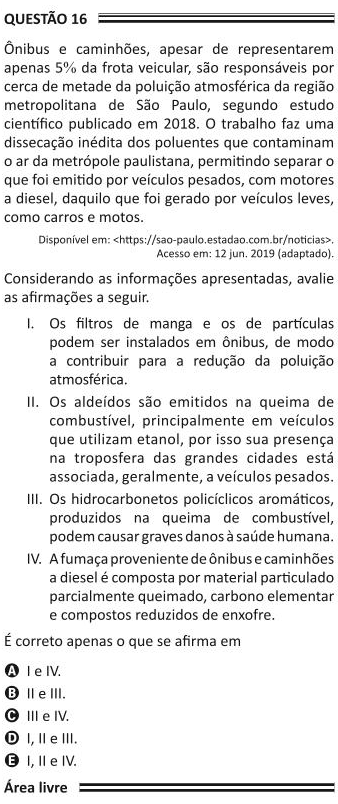 QUESTÃO 16
Ônibus e caminhões, apesar de representarem
apenas 5% da frota veicular, são responsáveis por
cerca de metade da poluição atmosférica da região
metropolitana de São Paulo, segundo estudo
científico publicado em 2018. O trabalho faz uma
dissecação inédita dos poluentes que contaminam
o ar da metrópole paulistana, permitindo separar o
que foi emitido por veículos pesados, com motores
a diesel, daquilo que foi gerado por veículos leves,
como carros e motos.
Disponível em: <https://sao-paulo.estadao.com.br/noticias>.
Acesso em: 12 jun. 2019 (adaptado).
Considerando as informações apresentadas, avalie
as afirmações a seguir.
I. Os filtros de manga e os de partículas
podem ser instalados em ônibus, de modo
a contribuir para a redução da poluição
atmosférica.
II. Os aldeídos são emitidos na queima de
combustível, principalmente em veículos
que utilizam etanol, por isso sua presença
na troposfera das grandes cidades está
associada, geralmente, a veículos pesados.
III. Os hidrocarbonetos policíclicos aromáticos,
produzidos na queima de combustível,
podem causar graves danos à saúde humana.
IV. A fumaça proveniente de ônibus e caminhões
a diesel é composta por material particulado
parcialmente queimado, carbono elementar
e compostos reduzidos de enxofre.
É correto apenas o que se afirma em
A I e IV.
B II e III.
C III e IV.
D I, II e III.
E I, II e IV.
Área livre